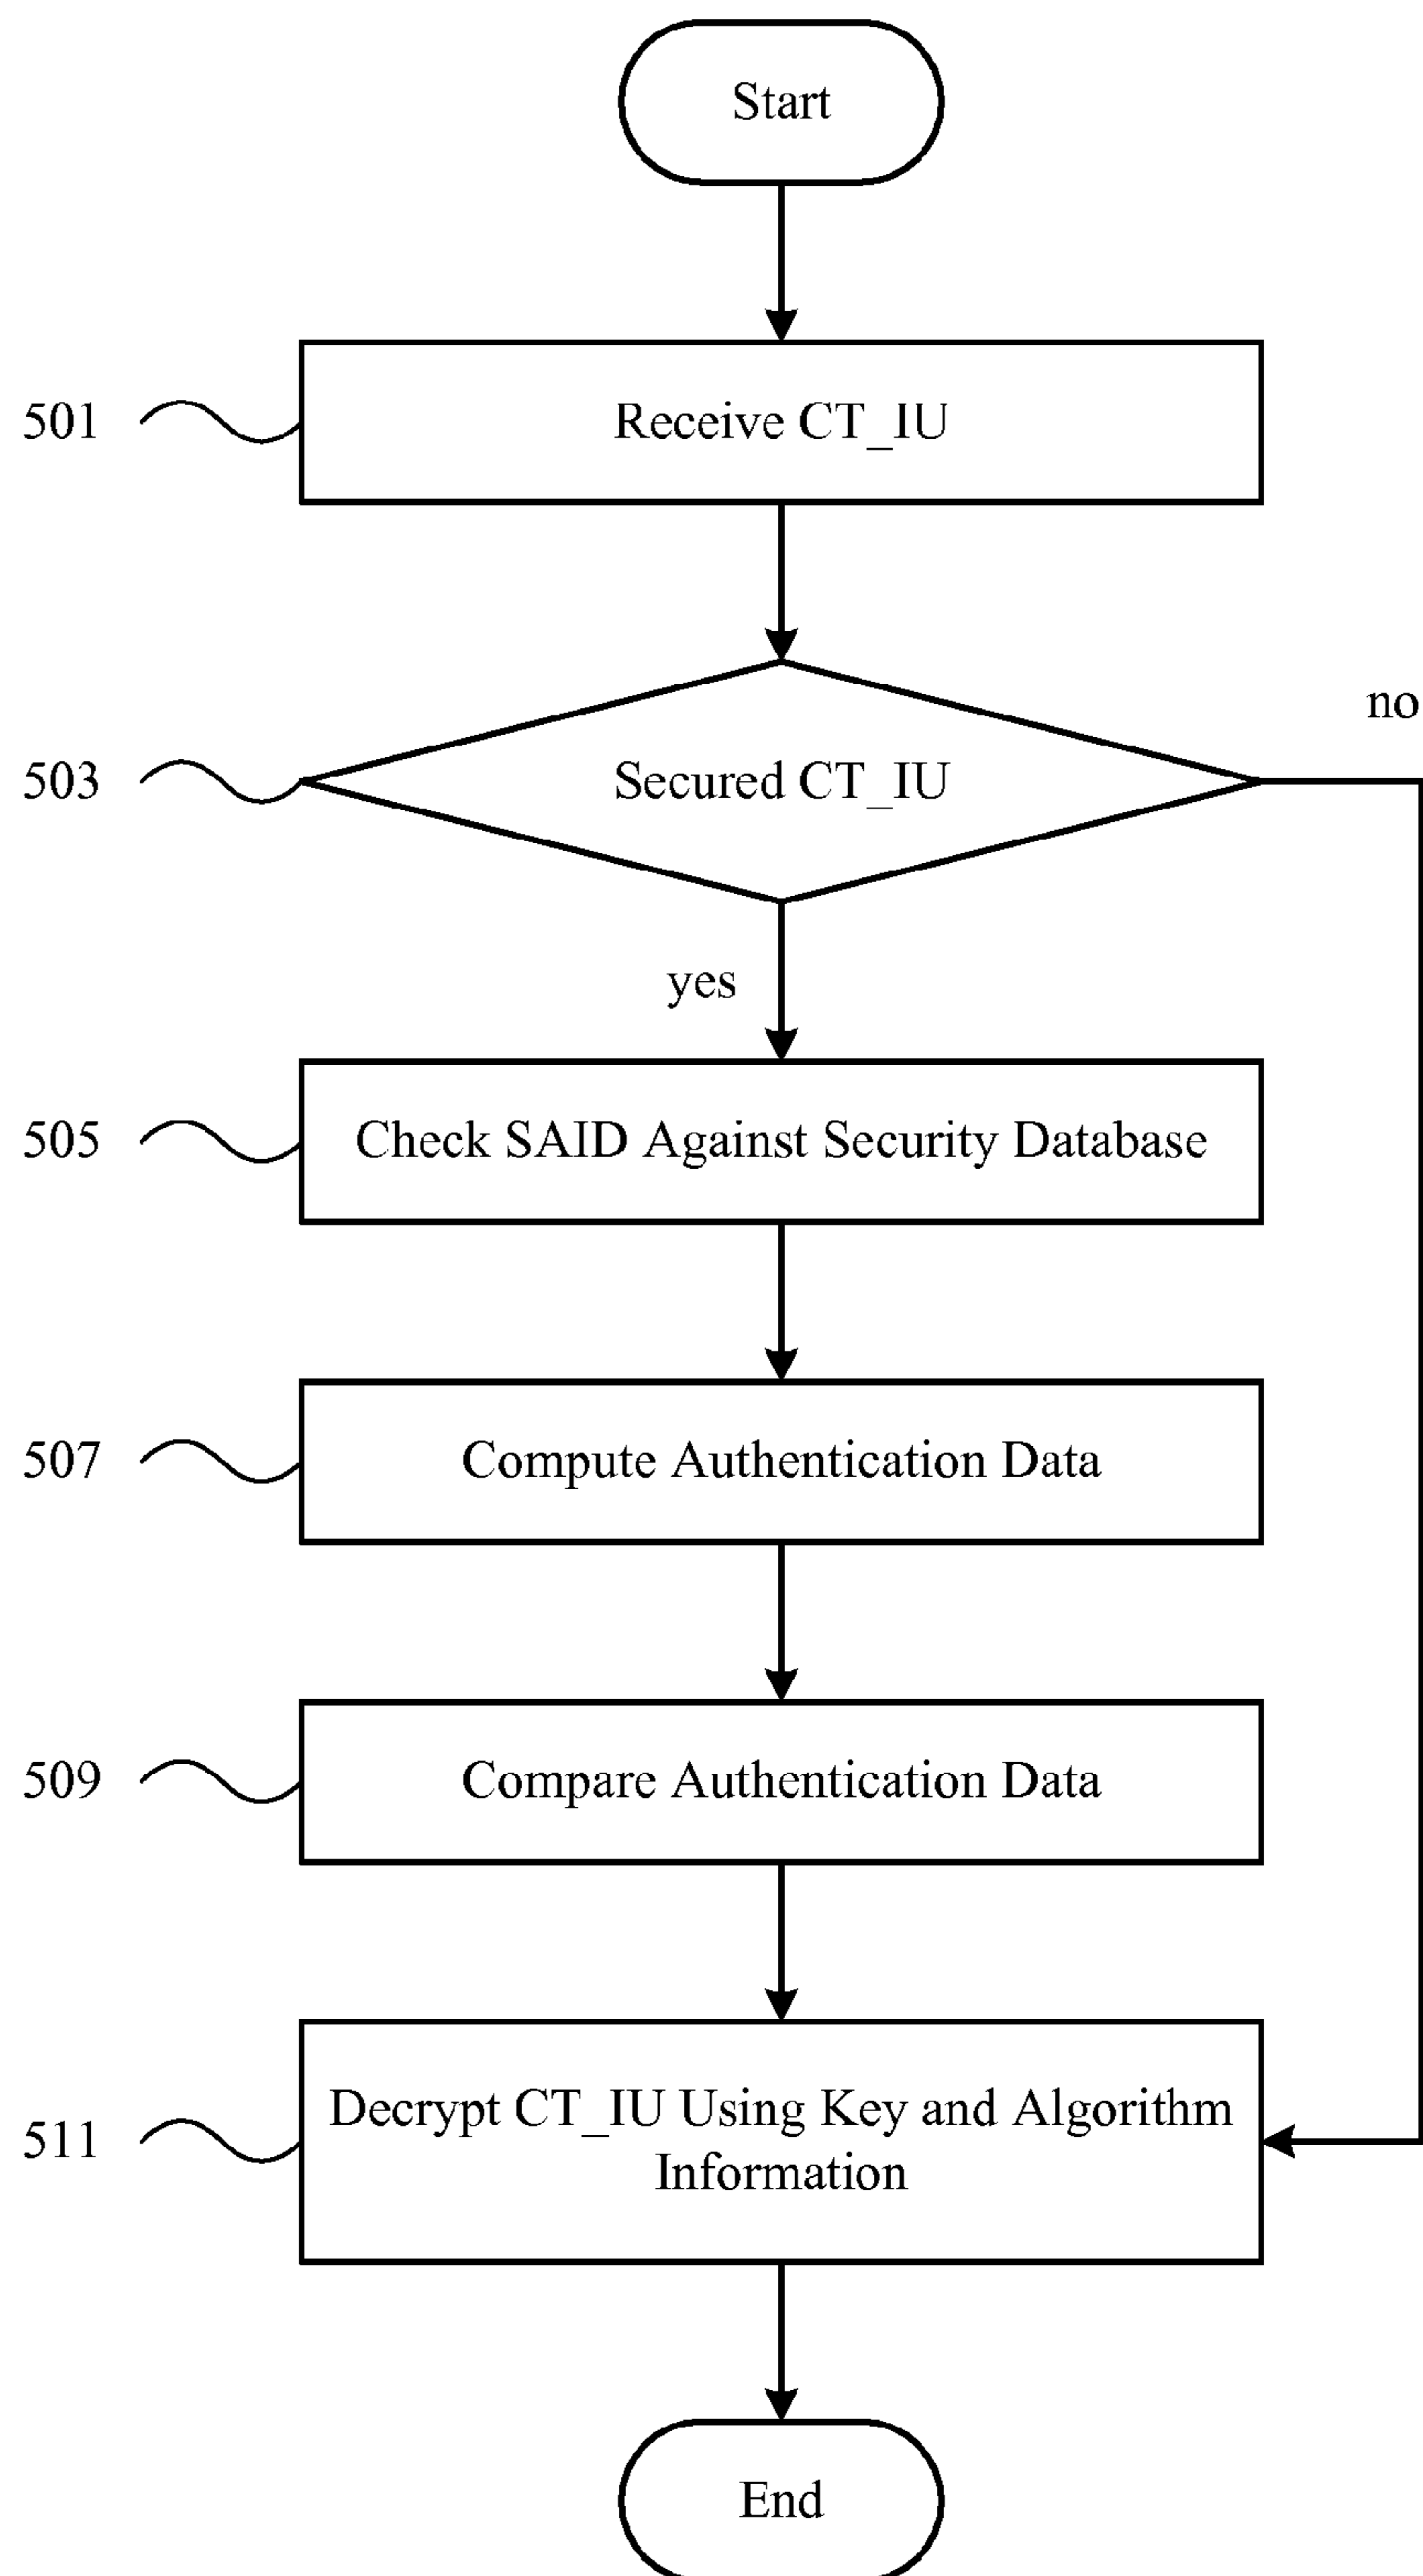 Start
501
Receive CT_IU
no
503
Secured CT_IU
yes
505
Check SAID Against Security Database
507
Compute Authentication Data
509
Compare Authentication Data
511
Decrypt CT_IU Using Key and Algorithm
Information
End